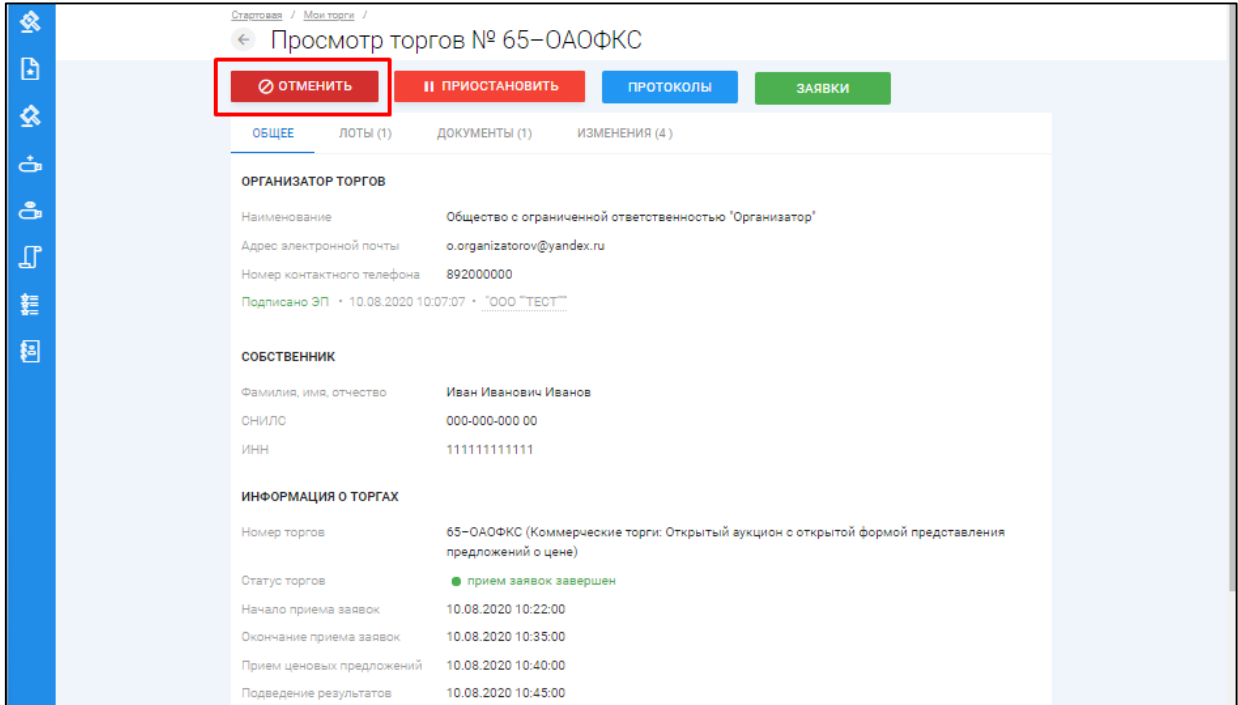 Стартовая / Мои торги /
Просмотр торгов № 65-ОАОФКС
ОТМЕНИТЬ ПРИОСТАНОВИТЬ ПРОТОКОЛЫ ЗАЯВКИ
ОБЩЕЕ ЛОТЫ (1) ДОКУМЕНТЫ (1) ИЗМЕНЕНИЯ (4)
ОРГАНИЗАТОР ТОРГОВ
Наименование Общество с ограниченной ответственностью "Организатор"
Адрес электронной почты o.organizatorov@yandex.ru
Номер контактного телефона 892000000
Подписано ЭП • 10.08.2020 10:07:07 • "ООО "ТЕСТ""
СОБСТВЕННИК
Фамилия, имя, отчество Иван Иванович Иванов
СНИЛС 000-000-000 00
ИНН 111111111111
ИНФОРМАЦИЯ О ТОРГАХ
Номер торгов 65-ОАОФКС (Коммерческие торги: Открытый аукцион с открытой формой представления
предложений о цене)
Статус торгов прием заявок завершен
Начало приема заявок 10.08.2020 10:22:00
Окончание приема заявок 10.08.2020 10:35:00
Прием ценовых предложений 10.08.2020 10:40:00
Подведение результатов 10.08.2020 10:45:00